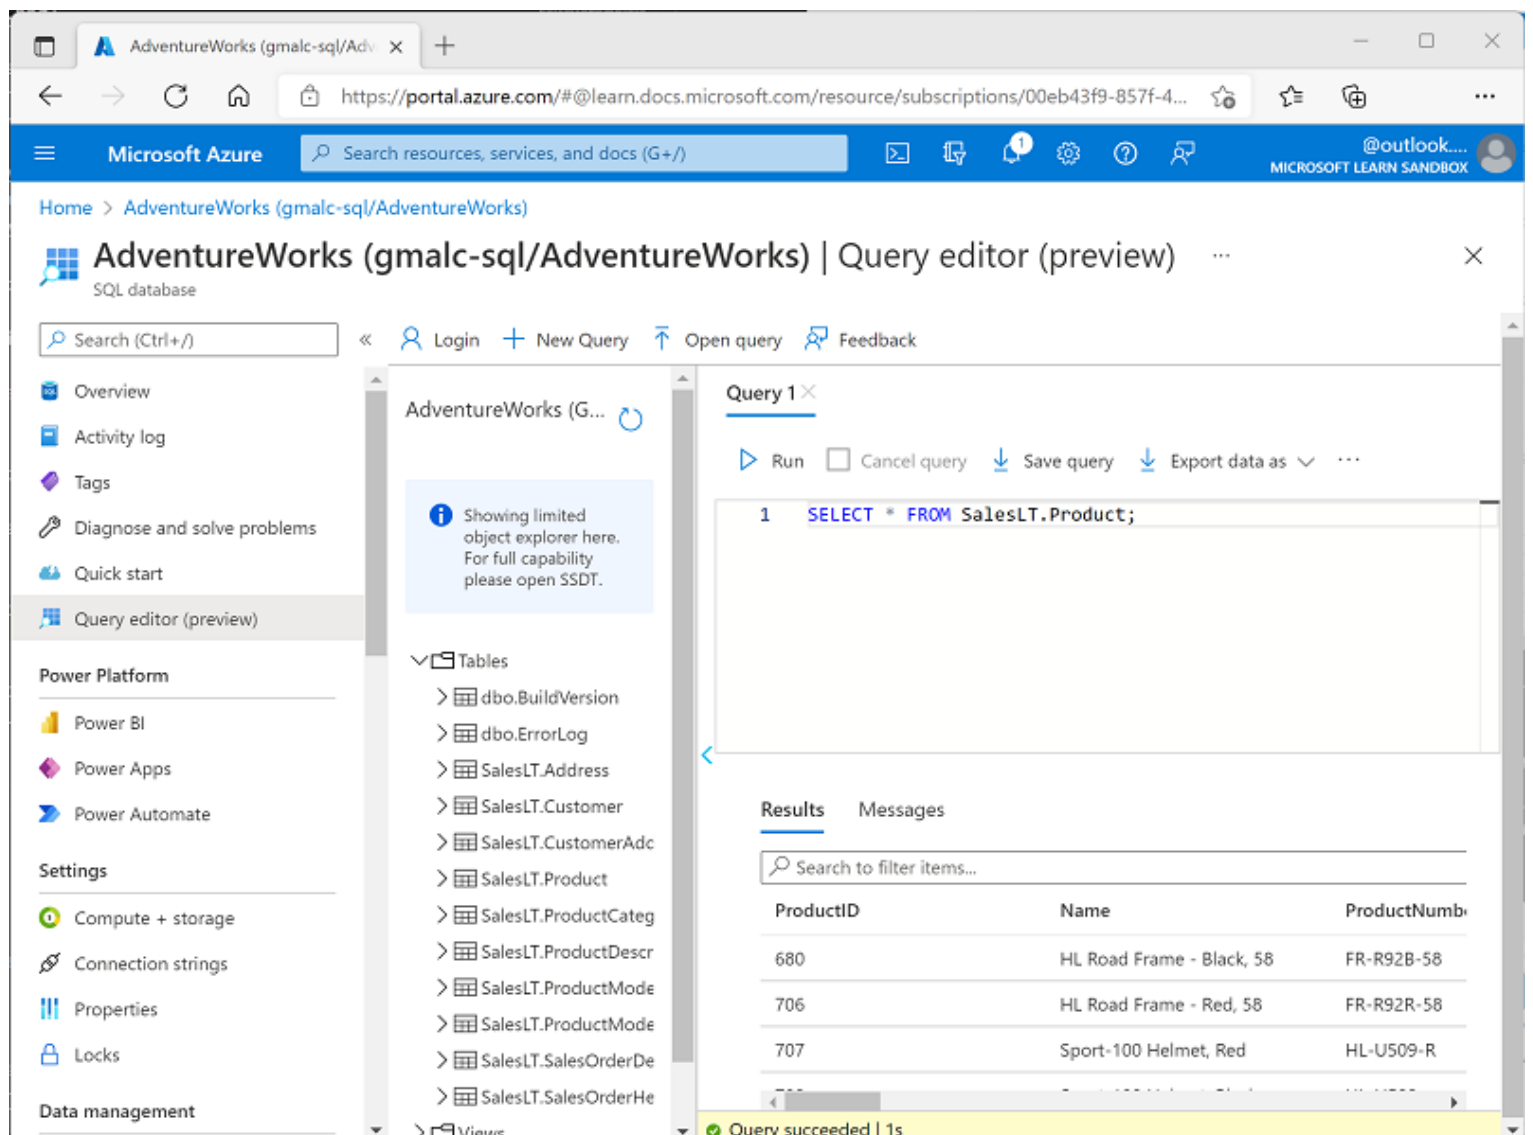 AdventureWorks (gmalc-sql/Adv
https://portal.azure.com/#@learn.docs.microsoft.com/resource/subscriptions/00eb43f9-857f-4...
Microsoft Azure
Search resources, services, and docs (G+/)
1
@outlook....
MICROSOFT LEARN SANDBOX
Home > AdventureWorks (gmalc-sql/AdventureWorks)
AdventureWorks (gmalc-sql/AdventureWorks) | Query editor (preview) ...
SQL database
Search (Ctrl+/)
«
Login
New Query
Open query
Feedback
Overview
Activity log
Tags
Diagnose and solve problems
Quick start
Query editor (preview)
Power Platform
Power BI
Power Apps
Power Automate
Settings
Compute + storage
Connection strings
Properties
Locks
Data management
AdventureWorks (G...
Showing limited
object explorer here.
For full capability
please open SSDT.
Tables
dbo.BuildVersion
dbo.ErrorLog
SalesLT.Address
SalesLT.Customer
SalesLT.CustomerAdd
SalesLT.Product
SalesLT.ProductCateg
SalesLT.ProductDescr
SalesLT.ProductMode
SalesLT.ProductMode
SalesLT.SalesOrderDe
SalesLT.SalesOrderHe
Views
Query 1
Run
Cancel query
Save query
Export data as
...
1 SELECT * FROM SalesLT.Product;
Results
Messages
Search to filter items...
ProductID Name ProductNumb
680 HL Road Frame - Black, 58 FR-R92B-58
706 HL Road Frame - Red, 58 FR-R92R-58
707 Sport-100 Helmet, Red HL-U509-R
Query succeeded | 1s